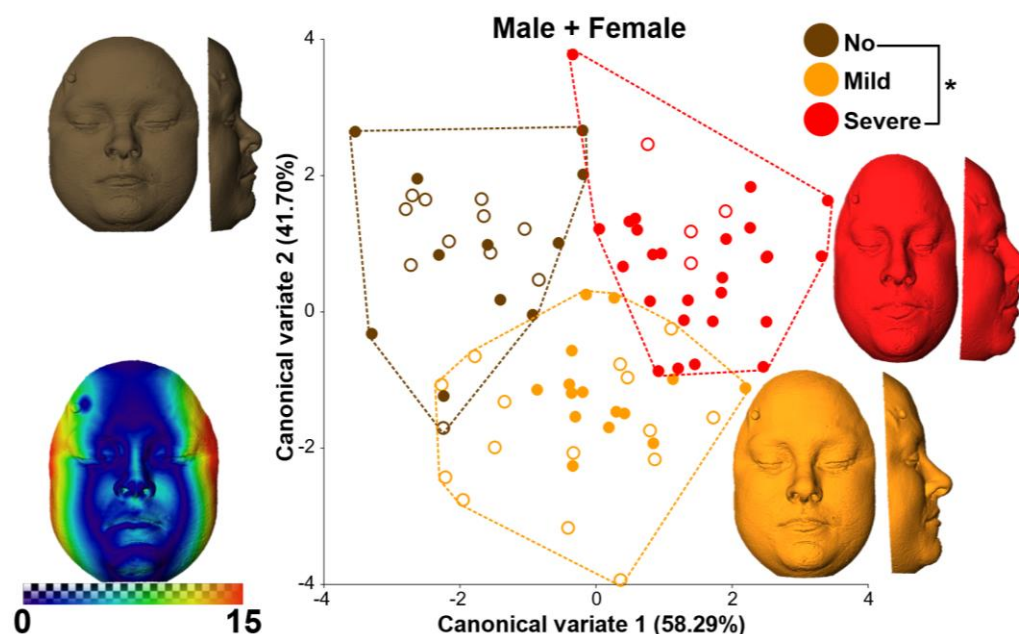 Male + Female
No
Mild
Severe
*
Canonical variate 2 (41.70%)
4
2
0
-2
-4
-4
-2
0
2
4
Canonical variate 1 (58.29%)
0
15